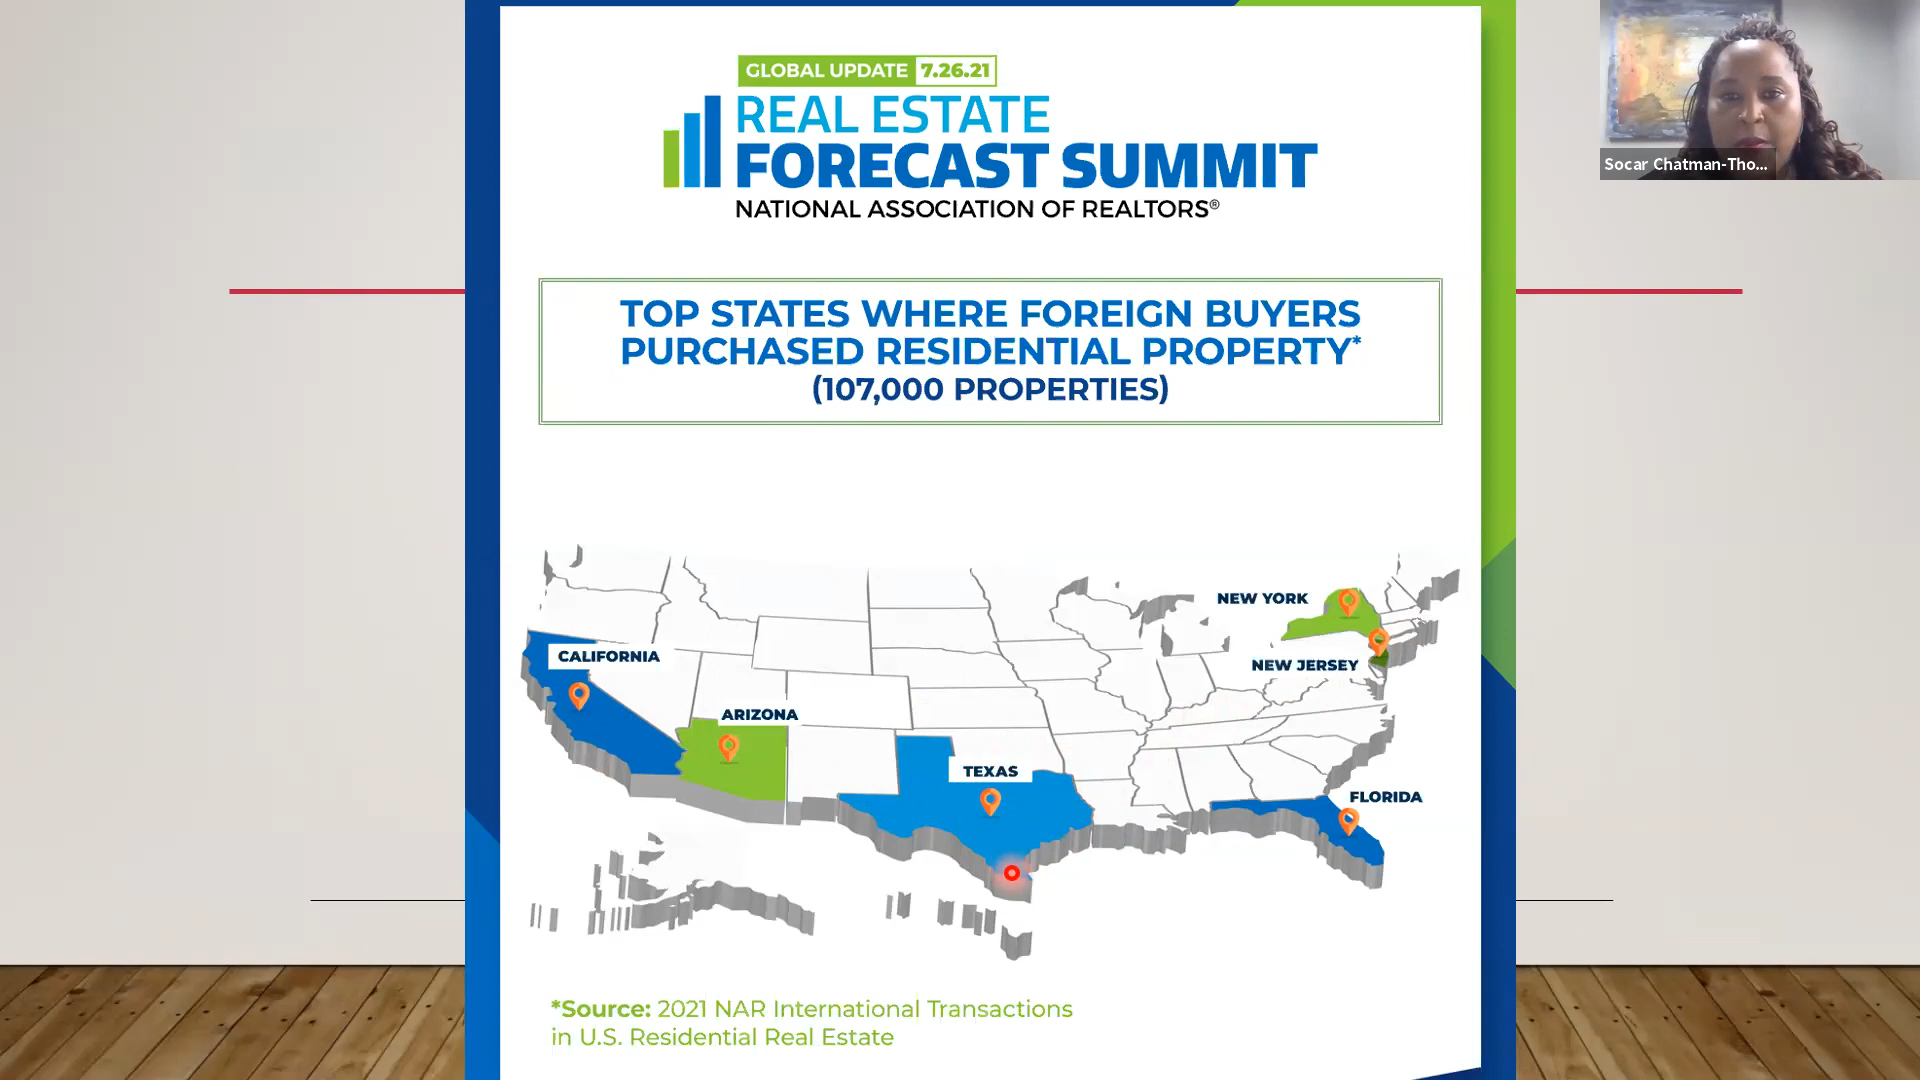 GLOBAL UPDATE 7.26.21
REAL ESTATE
FORECAST SUMMIT
NATIONAL ASSOCIATION OF REALTORS®
Socar Chatman-Tho...
TOP STATES WHERE FOREIGN BUYERS
PURCHASED RESIDENTIAL PROPERTY*
(107,000 PROPERTIES)
NEW YORK
CALIFORNIA
NEW JERSEY
ARIZONA
TEXAS
FLORIDA
*Source: 2021 NAR International Transactions
in U.S. Residential Real Estate